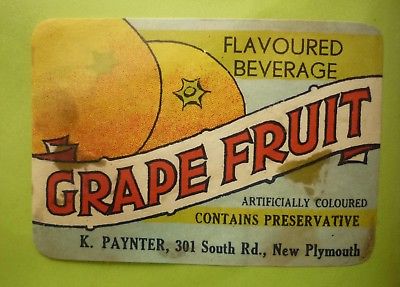 FLAVOURED
BEVERAGE
GRAPE FRUIT
ARTIFICIALLY COLOURED
CONTAINS PRESERVATIVE
K. PAYNTER, 301 South Rd., New Plymouth